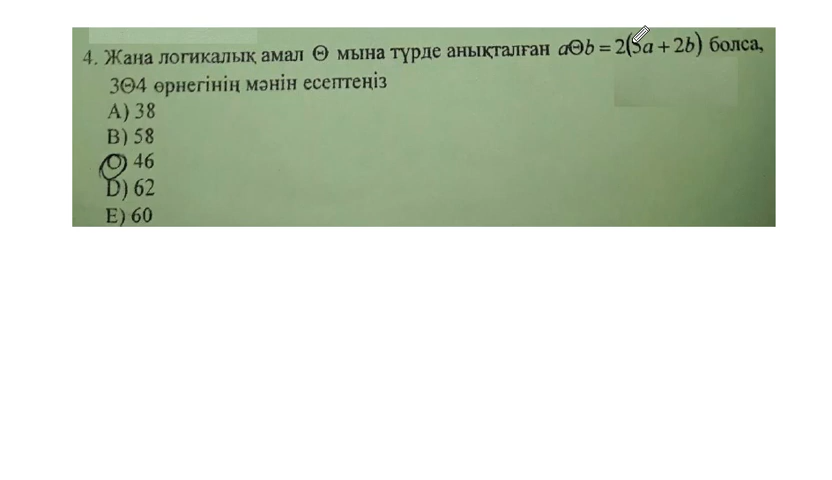 4. Жана логикалық амал Θ мына түрде анықталған aΘb = 2(5a + 2b) болса,
3Θ4 өрнегінің мәнін есептеңіз
A) 38
B) 58
C) 46
D) 62
E) 60